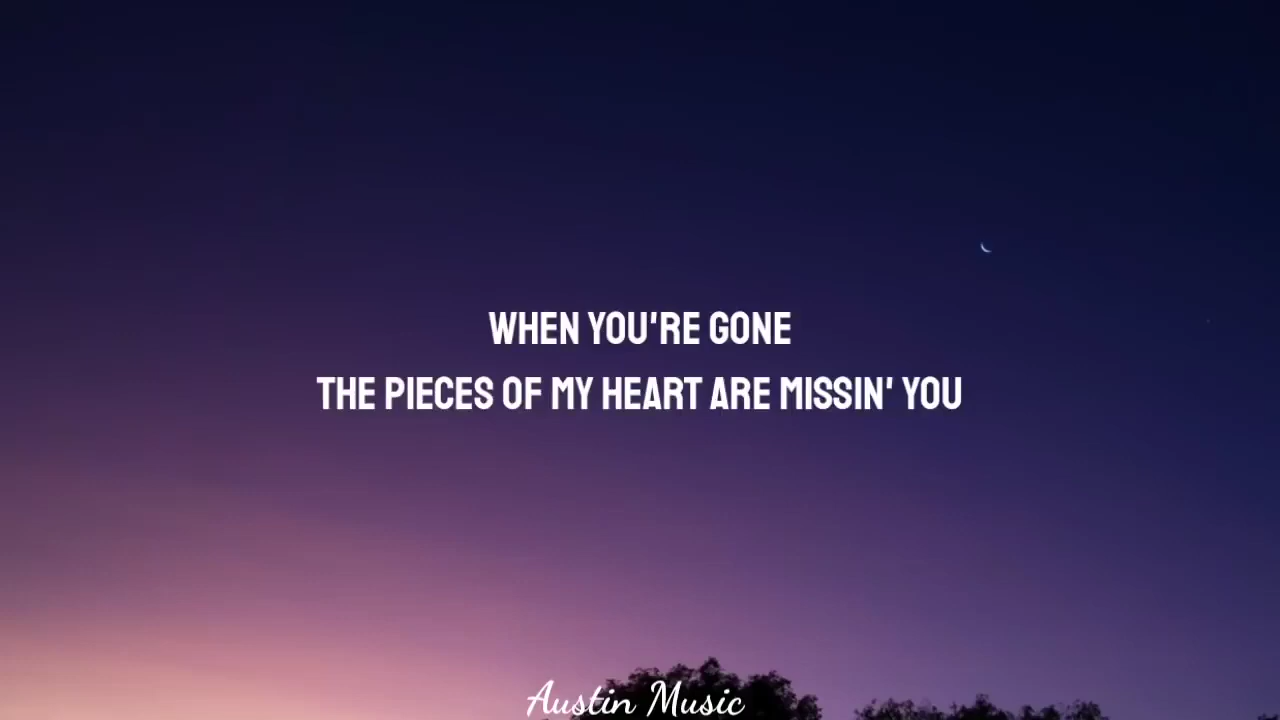 WHEN YOU'RE GONE
THE PIECES OF MY HEART ARE MISSIN' YOU
Austin Music